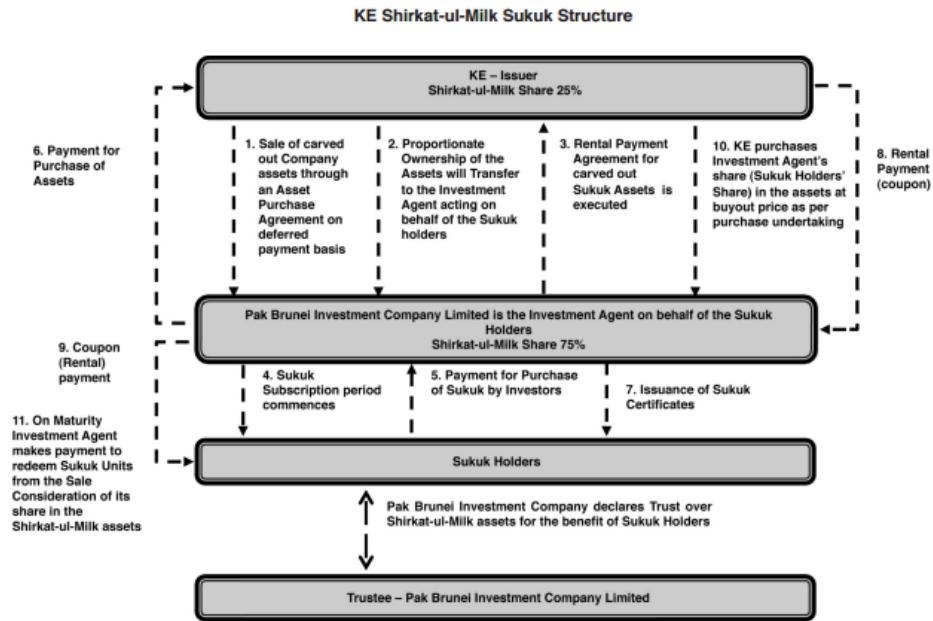 KE Shirkat-ul-Milk Sukuk Structure
KE – Issuer
Shirkat-ul-Milk Share 25%
6. Payment for
Purchase of
Assets
1. Sale of carved
out Company
assets through
an Asset
Purchase
Agreement on
deferred
payment basis
2. Proportionate
Ownership of the
Assets will Transfer
to the Investment
Agent acting on
behalf of the Sukuk
holders
3. Rental Payment
Agreement for
carved out
Sukuk Assets is
executed
10. KE purchases
Investment Agent's
share (Sukuk Holders'
Share) in the assets at
buyout price as per
purchase undertaking
8. Rental
Payment
(coupon)
Pak Brunei Investment Company Limited is the Investment Agent on behalf of the Sukuk
Holders
Shirkat-ul-Milk Share 75%
9. Coupon
(Rental)
payment
4. Sukuk
Subscription period
commences
5. Payment for Purchase
of Sukuk by Investors
7. Issuance of Sukuk
Certificates
11. On Maturity
Investment Agent
makes payment to
redeem Sukuk Units
from the Sale
Consideration of its
share in the
Shirkat-ul-Milk assets
Sukuk Holders
Pak Brunei Investment Company declares Trust over
Shirkat-ul-Milk assets for the benefit of Sukuk Holders
Trustee – Pak Brunei Investment Company Limited